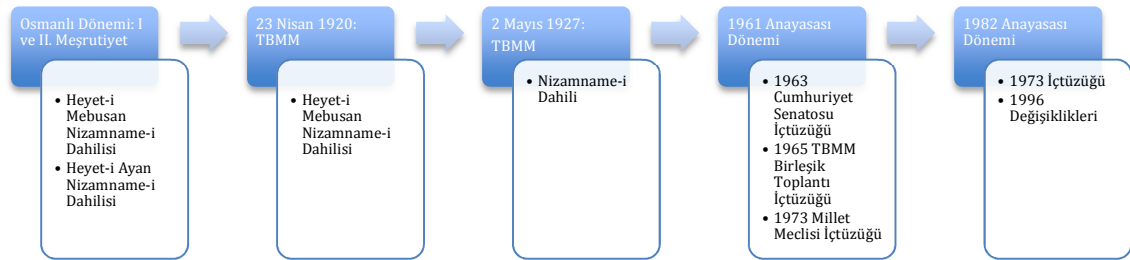 Osmanlı Dönemi: I
ve II. Meşrutiyet
• Heyet-i
Mebusan
Nizamname-i
Dahilisi
• Heyet-i Ayan
Nizamname-i
Dahilisi
23 Nisan 1920:
TBMM
• Heyet-i
Mebusan
Nizamname-i
Dahilisi
2 Mayıs 1927:
TBMM
• Nizamname-i
Dahili
1961 Anayasası
Dönemi
• 1963
Cumhuriyet
Senatosu
İçtüzüğü
• 1965 TBMM
Birleşik
Toplantı
İçtüzüğü
• 1973 Millet
Meclisi İçtüzüğü
1982 Anayasası
Dönemi
• 1973 İçtüzüğü
• 1996
Değişiklikleri